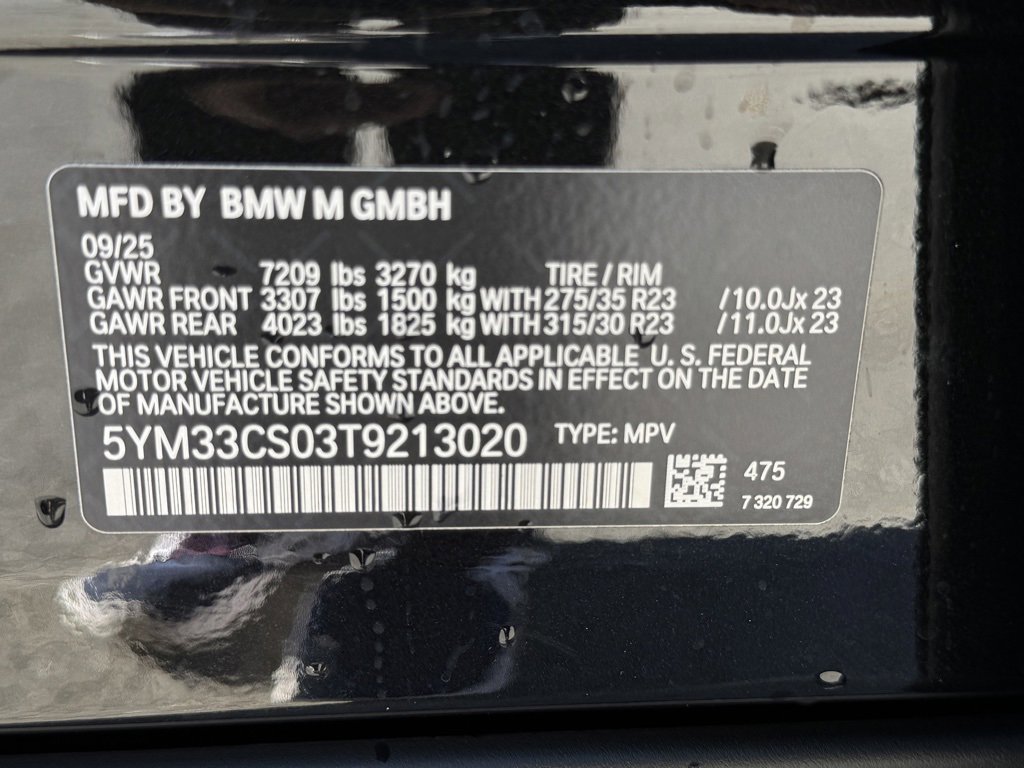 MFD BY BMW M GMBH
09/25
GVWR 7209 lbs 3270 kg TIRE / RIM
GAWR FRONT 3307 lbs 1500 kg WITH 275/35 R23 /10.0Jx 23
GAWR REAR 4023 lbs 1825 kg WITH 315/30 R23 /11.0Jx 23
THIS VEHICLE CONFORMS TO ALL APPLICABLE U. S. FEDERAL
MOTOR VEHICLE SAFETY STANDARDS IN EFFECT ON THE DATE
OF MANUFACTURE SHOWN ABOVE.
5YM33CS03T9213020 TYPE: MPV
475
7 320 729